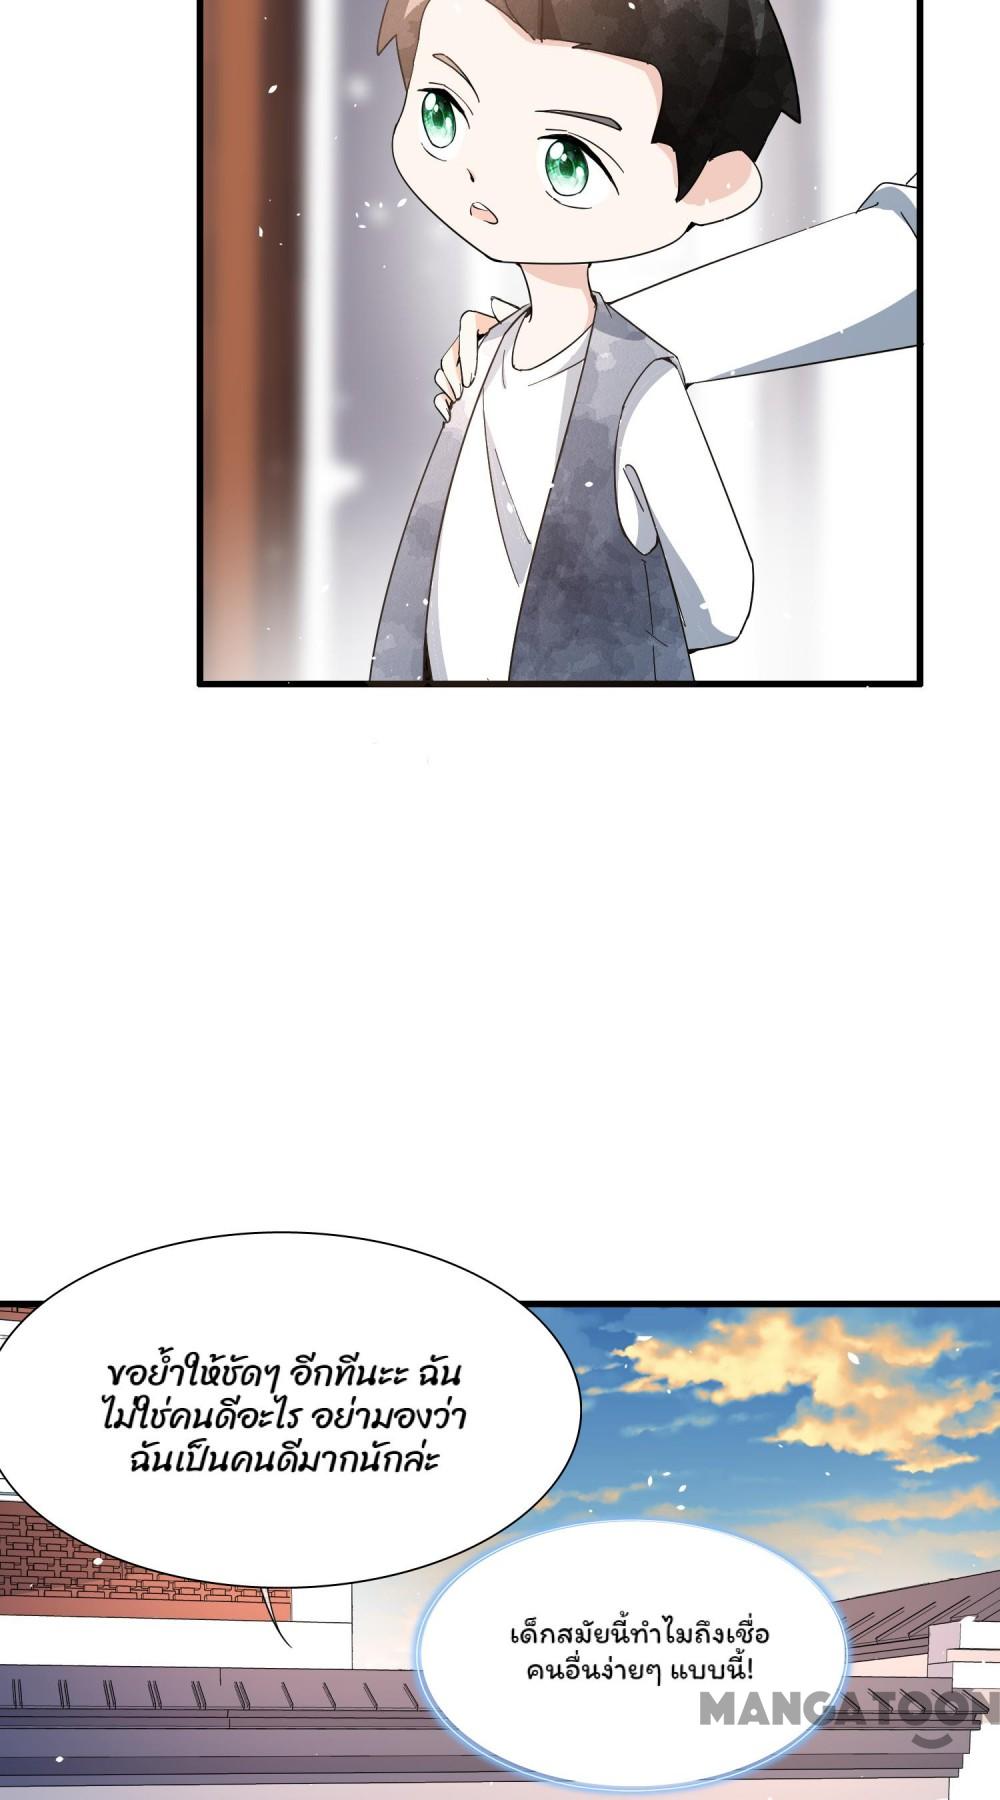 ขอย้ำให้ชัดๆ อีกทีนะะ ฉัน
ไม่ใช่คนดีอะไร อย่ามองว่า
ฉันเป็นคนดีมากนักล่ะ
เด็กสมัยนี้ทำไมถึงเชื่อ
คนอื่นง่ายๆ แบบนี้!
MANGATOON